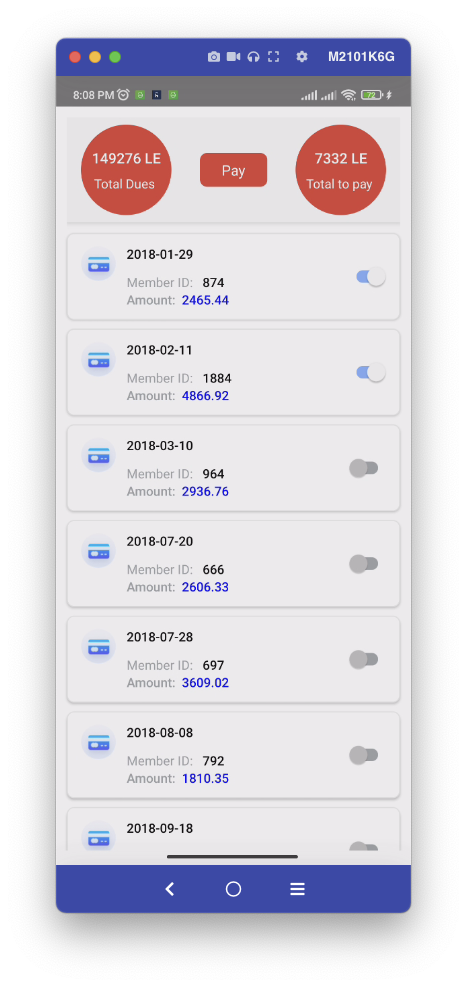 M2101K6G
8:08 PM
72
149276 LE
Total Dues
Pay
7332 LE
Total to pay
2018-01-29
Member ID: 874
Amount: 2465.44
2018-02-11
Member ID: 1884
Amount: 4866.92
2018-03-10
Member ID: 964
Amount: 2936.76
2018-07-20
Member ID: 666
Amount: 2606.33
2018-07-28
Member ID: 697
Amount: 3609.02
2018-08-08
Member ID: 792
Amount: 1810.35
2018-09-18